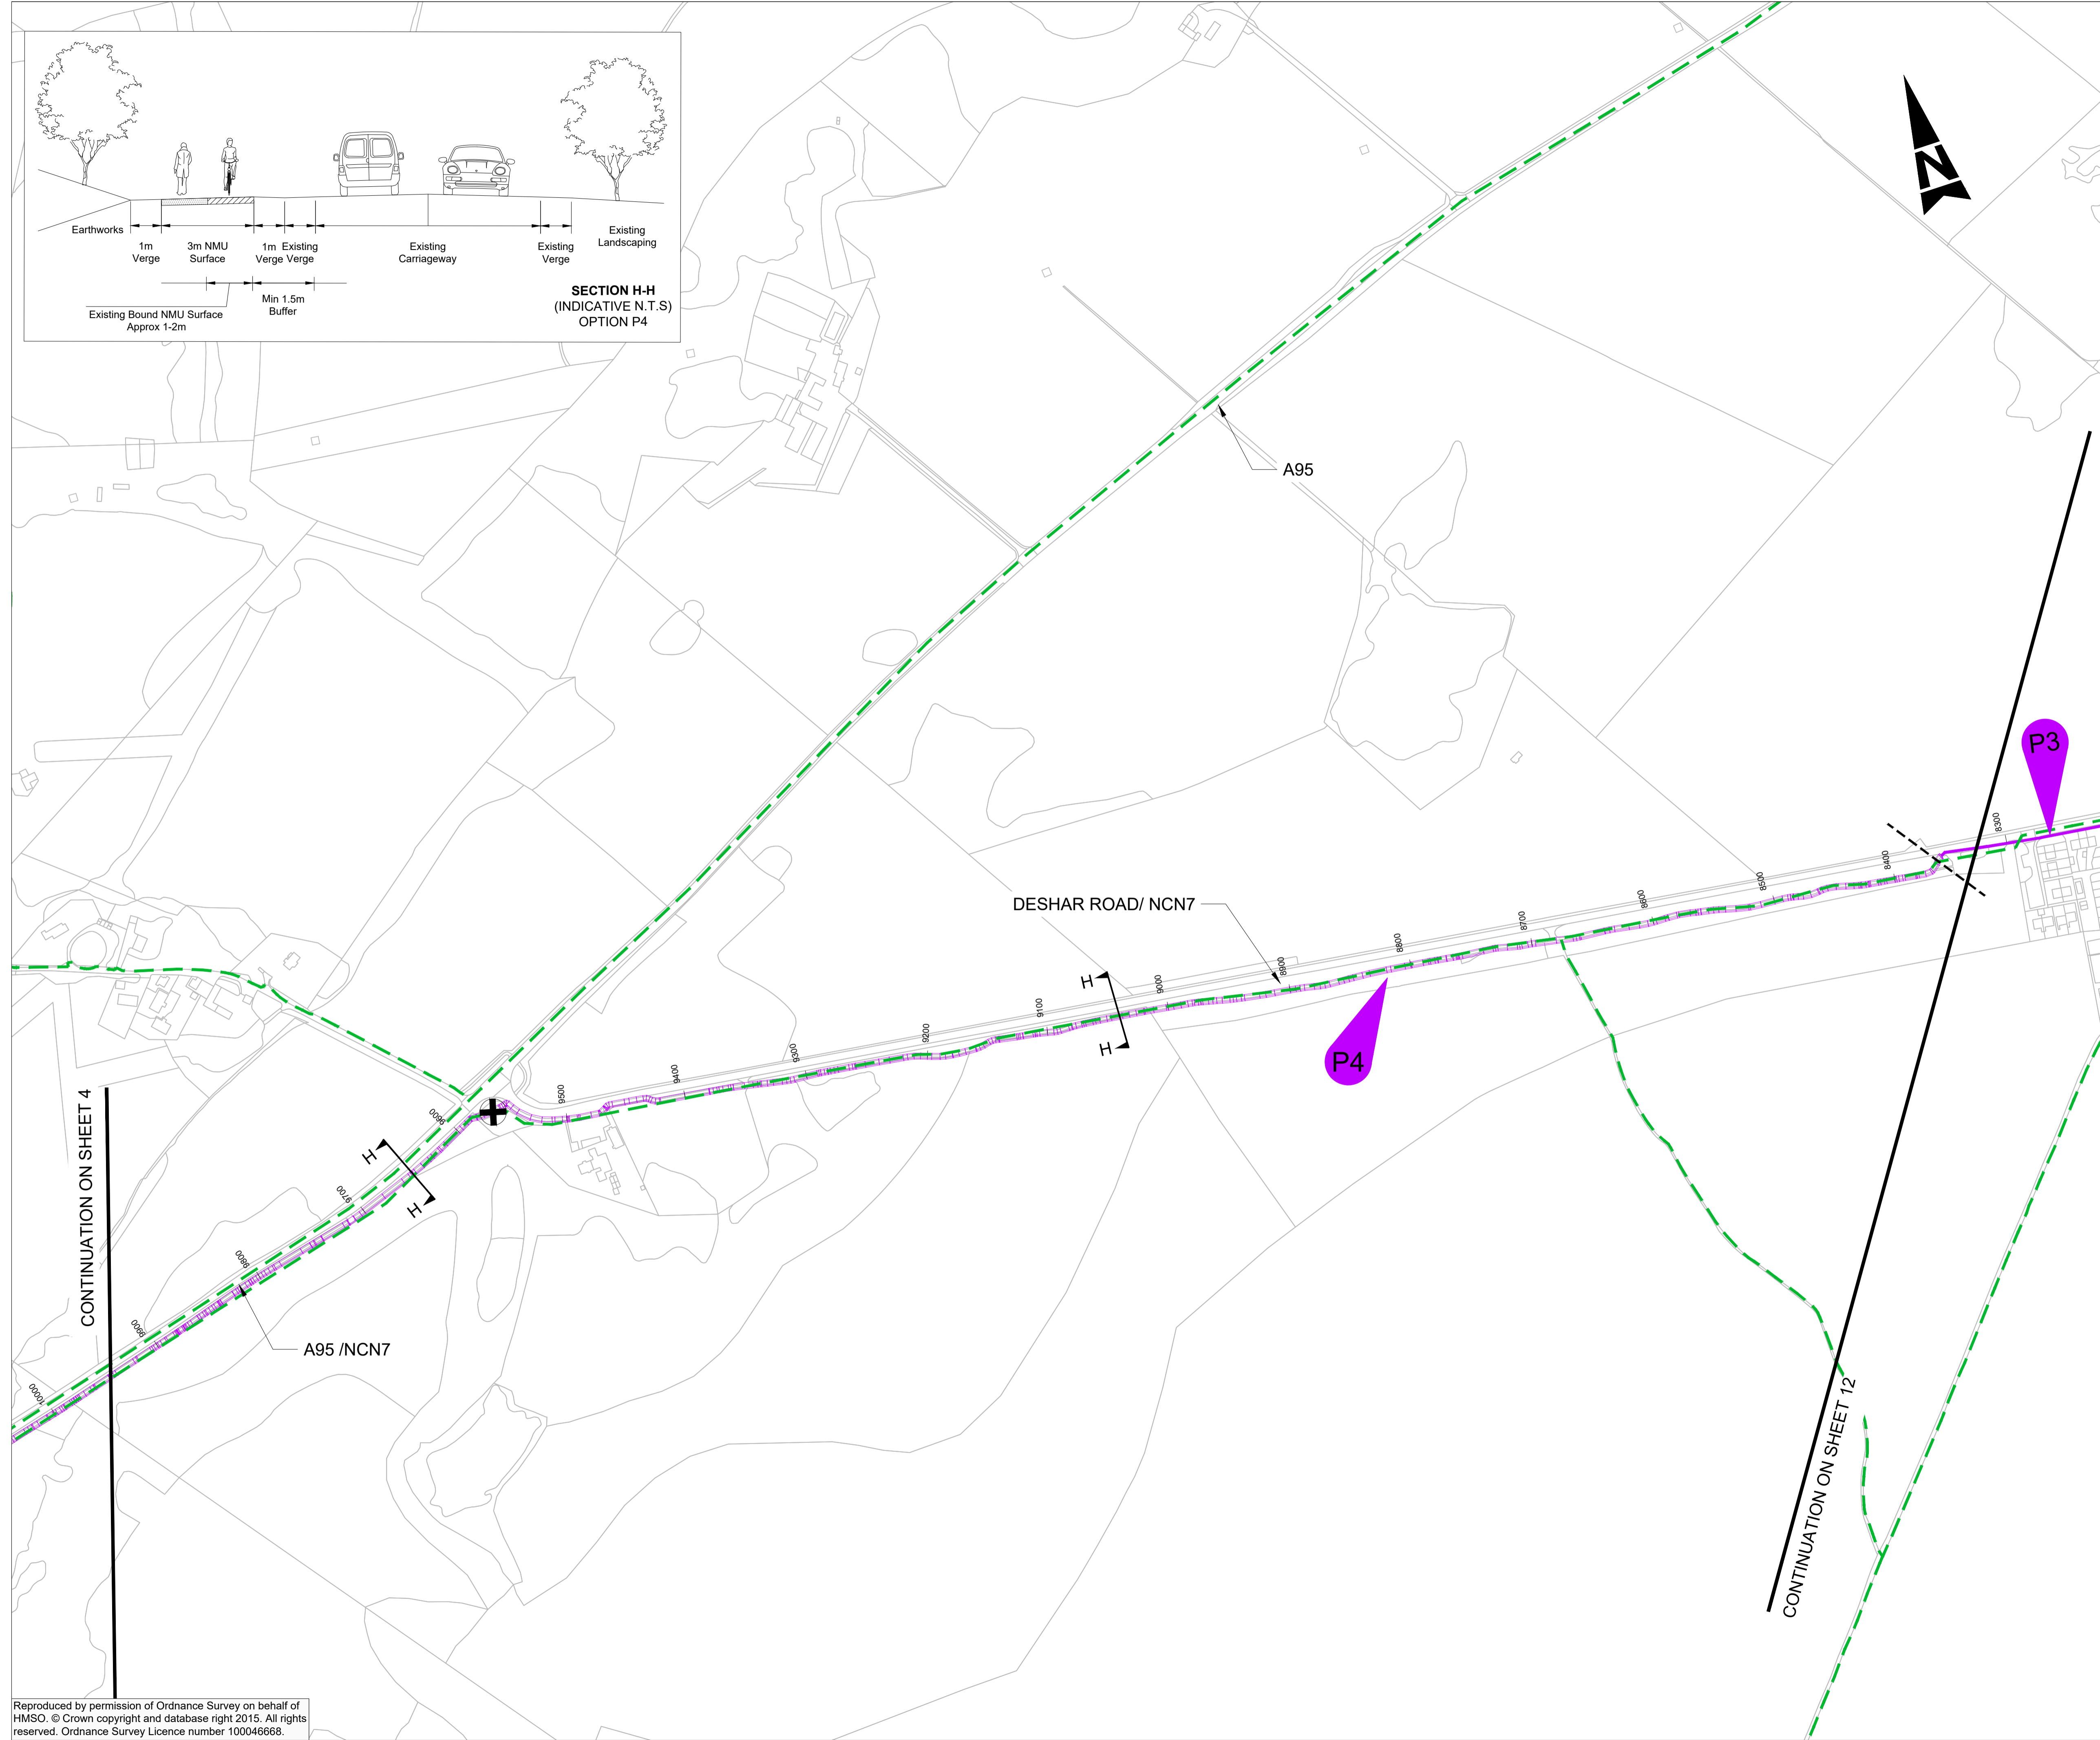 Earthworks
1m
Verge
3m NMU
Surface
1m
Verge
Existing
Verge
Existing
Carriageway
Existing
Verge
Existing
Landscaping
Existing Bound NMU Surface
Approx 1-2m
Min 1.5m
Buffer
SECTION H-H
(INDICATIVE N.T.S)
OPTION P4
N
A95
P3
8300
8400
8500
8600
8700
8800
8900
9000
9100
9200
9300
9400
9500
9600
9700
9800
9900
10000
DESHAR ROAD/ NCN7
H
H
P4
H
H
A95 /NCN7
CONTINUATION ON SHEET 4
CONTINUATION ON SHEET 12
Reproduced by permission of Ordnance Survey on behalf of
HMSO. © Crown copyright and database right 2015. All rights
reserved. Ordnance Survey Licence number 100046668.